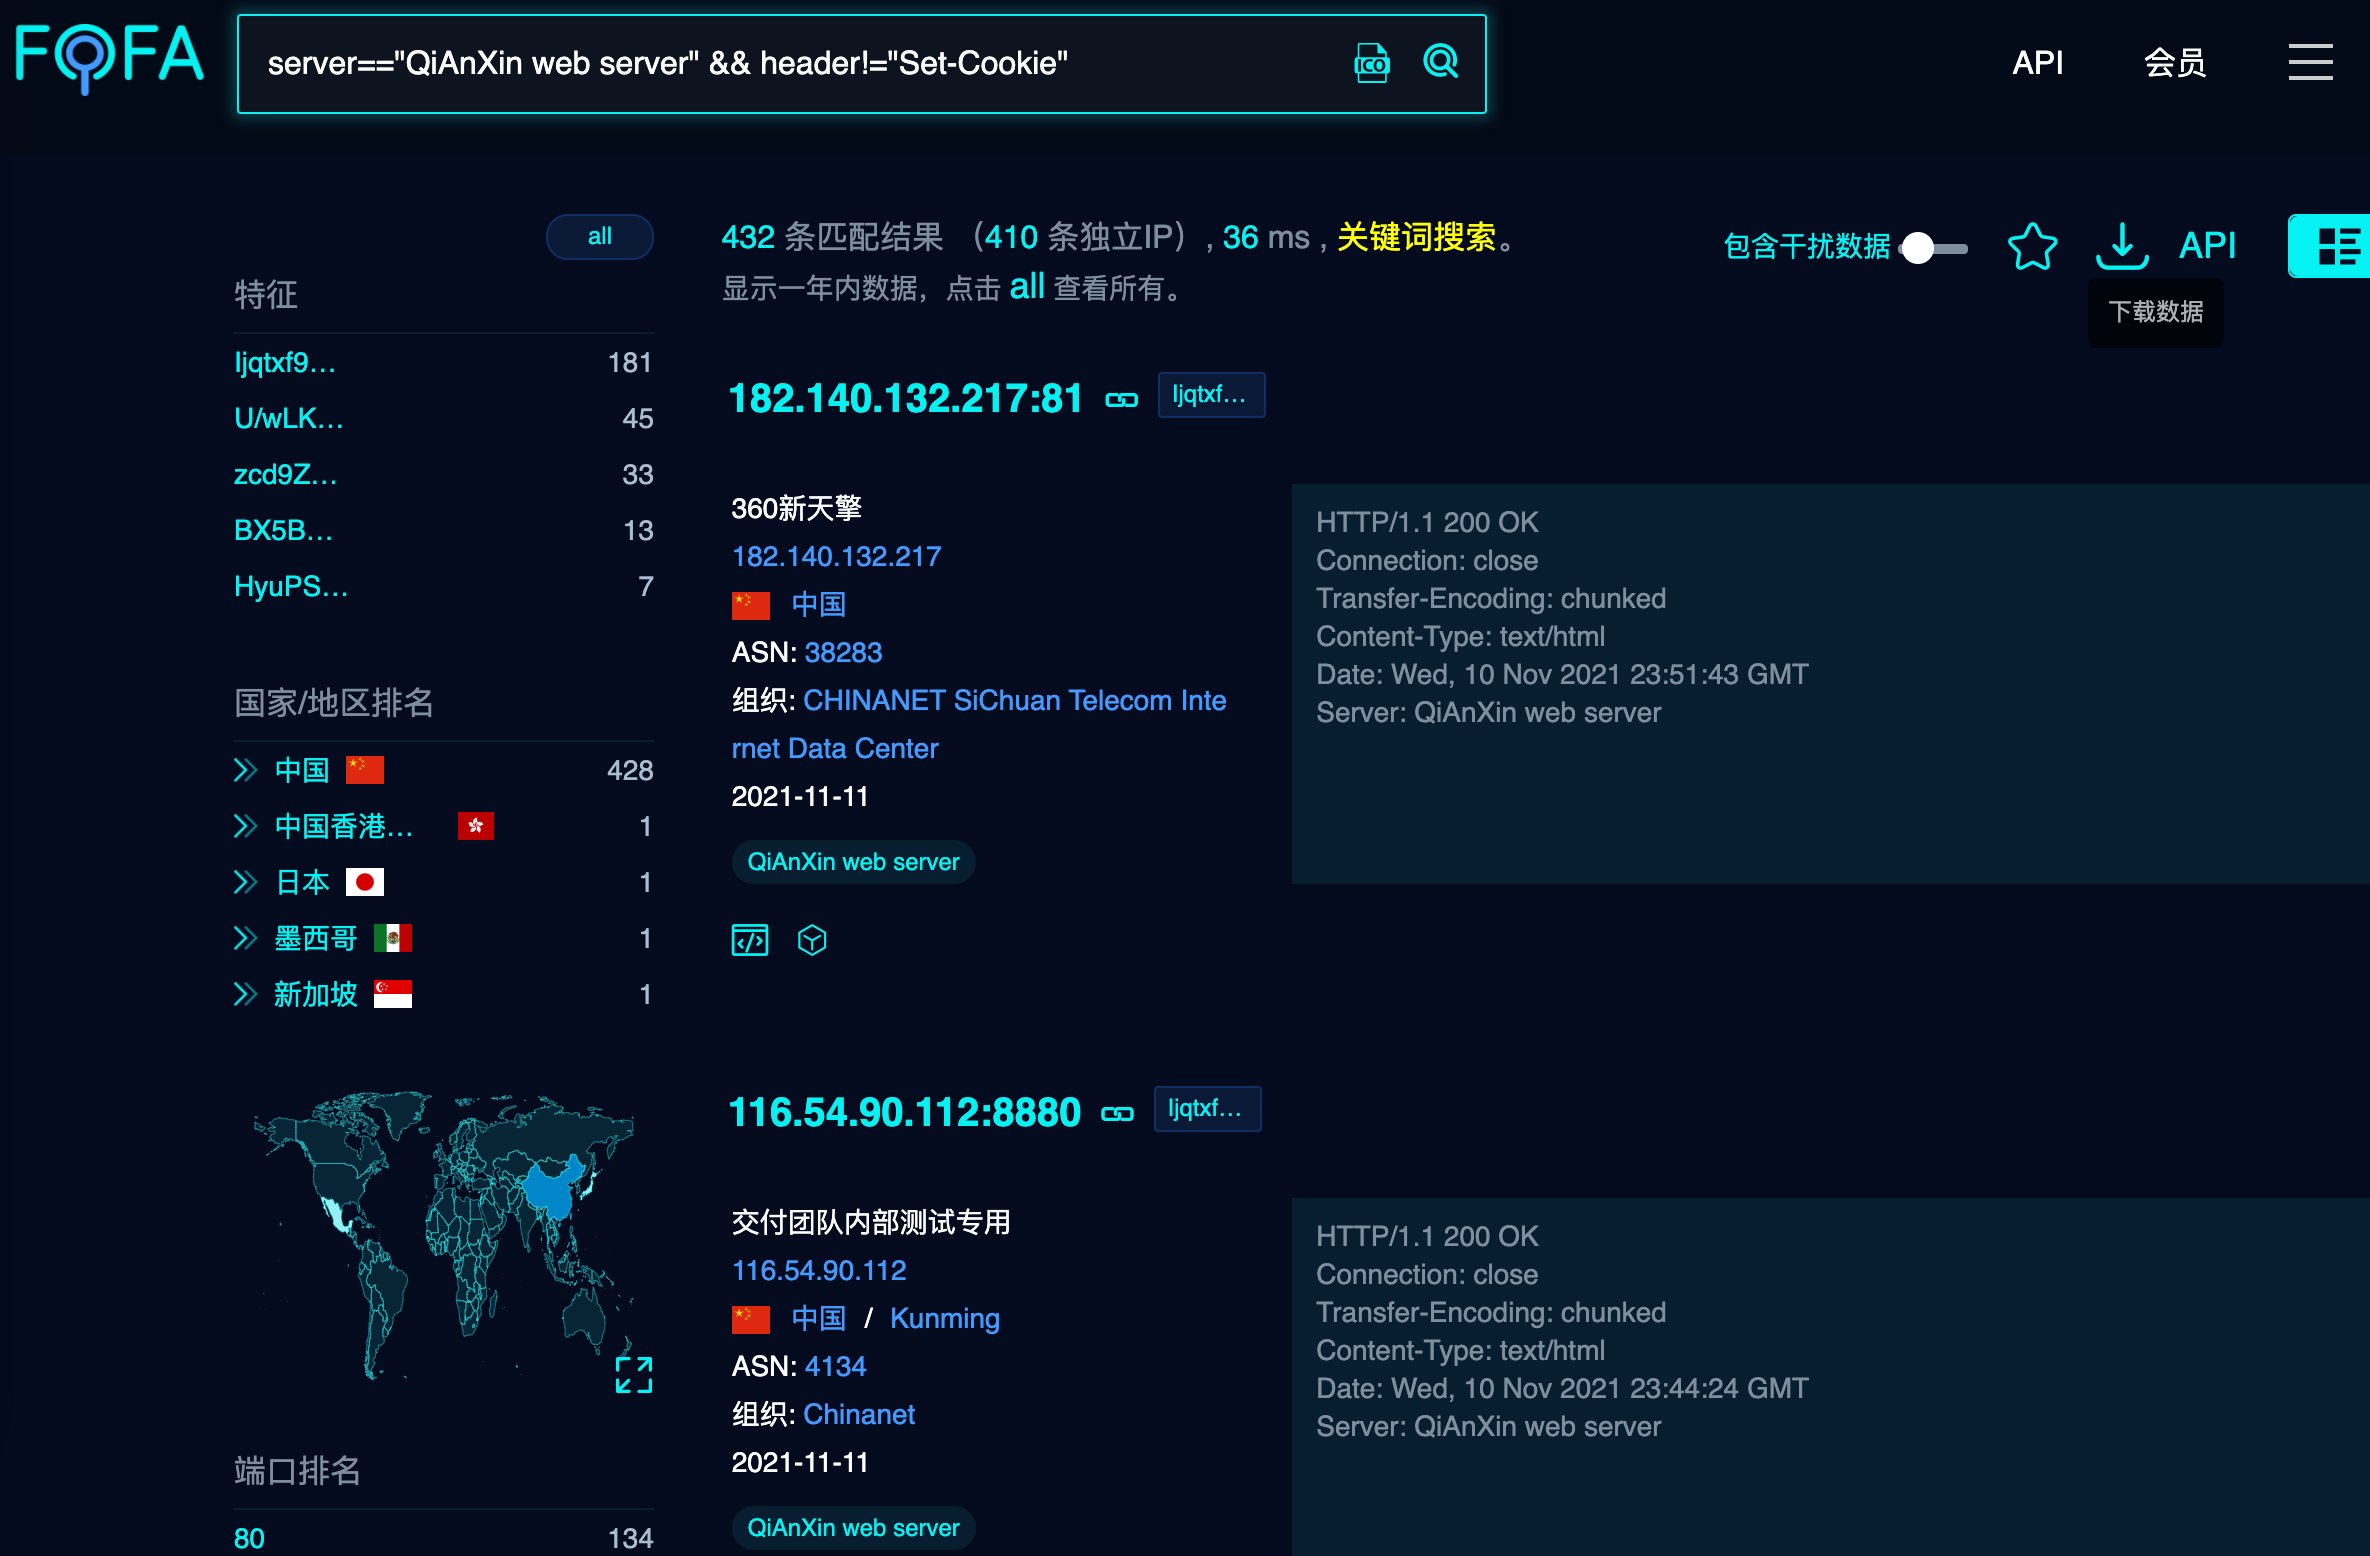 FOFA
server=="QiAnXin web server" && header!="Set-Cookie"
ICO
API
会员
all
432 条匹配结果 （410 条独立IP）, 36 ms , 关键词搜索。
显示一年内数据，点击 all 查看所有。
包含干扰数据
API
下载数据
特征
ljqtxf9...
181
U/wLK...
45
zcd9Z...
33
BX5B...
13
HyuPS...
7
国家/地区排名
中国
428
中国香港...
1
日本
1
墨西哥
1
新加坡
1
端口排名
80
134
182.140.132.217:81
ljqtxf...
360新天擎
182.140.132.217
中国
ASN: 38283
组织: CHINANET SiChuan Telecom Inte
rnet Data Center
2021-11-11
QiAnXin web server
HTTP/1.1 200 OK
Connection: close
Transfer-Encoding: chunked
Content-Type: text/html
Date: Wed, 10 Nov 2021 23:51:43 GMT
Server: QiAnXin web server
116.54.90.112:8880
ljqtxf...
交付团队内部测试专用
116.54.90.112
中国 / Kunming
ASN: 4134
组织: Chinanet
2021-11-11
QiAnXin web server
HTTP/1.1 200 OK
Connection: close
Transfer-Encoding: chunked
Content-Type: text/html
Date: Wed, 10 Nov 2021 23:44:24 GMT
Server: QiAnXin web server